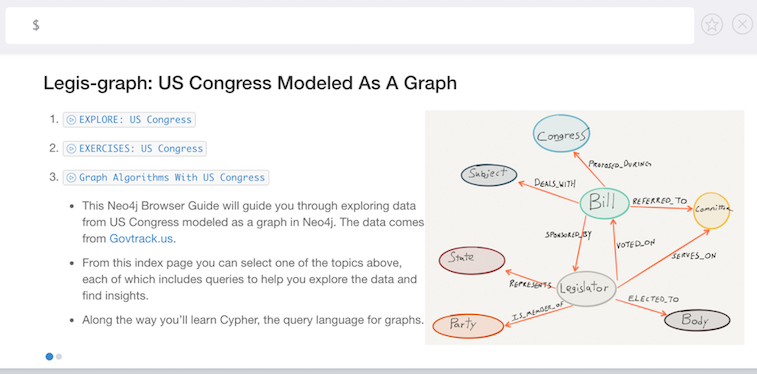 $
Legis-graph: US Congress Modeled As A Graph
1. EXPLORE: US Congress
2. EXERCISES: US Congress
3. Graph Algorithms With US Congress
• This Neo4j Browser Guide will guide you through exploring data
from US Congress modeled as a graph in Neo4j. The data comes
from Govtrack.us.
• From this index page you can select one of the topics above,
each of which includes queries to help you explore the data and
find insights.
• Along the way you’ll learn Cypher, the query language for graphs.
Congress
PROPOSED_DURING
Subject
DEALS_WITH
Bill
REFERRED_TO
Committee
SPONSORED_BY
VOTED_ON
SERVES_ON
State
REPRESENTS
Legislator
ELECTED_TO
IS_MEMBER_OF
Party
Body